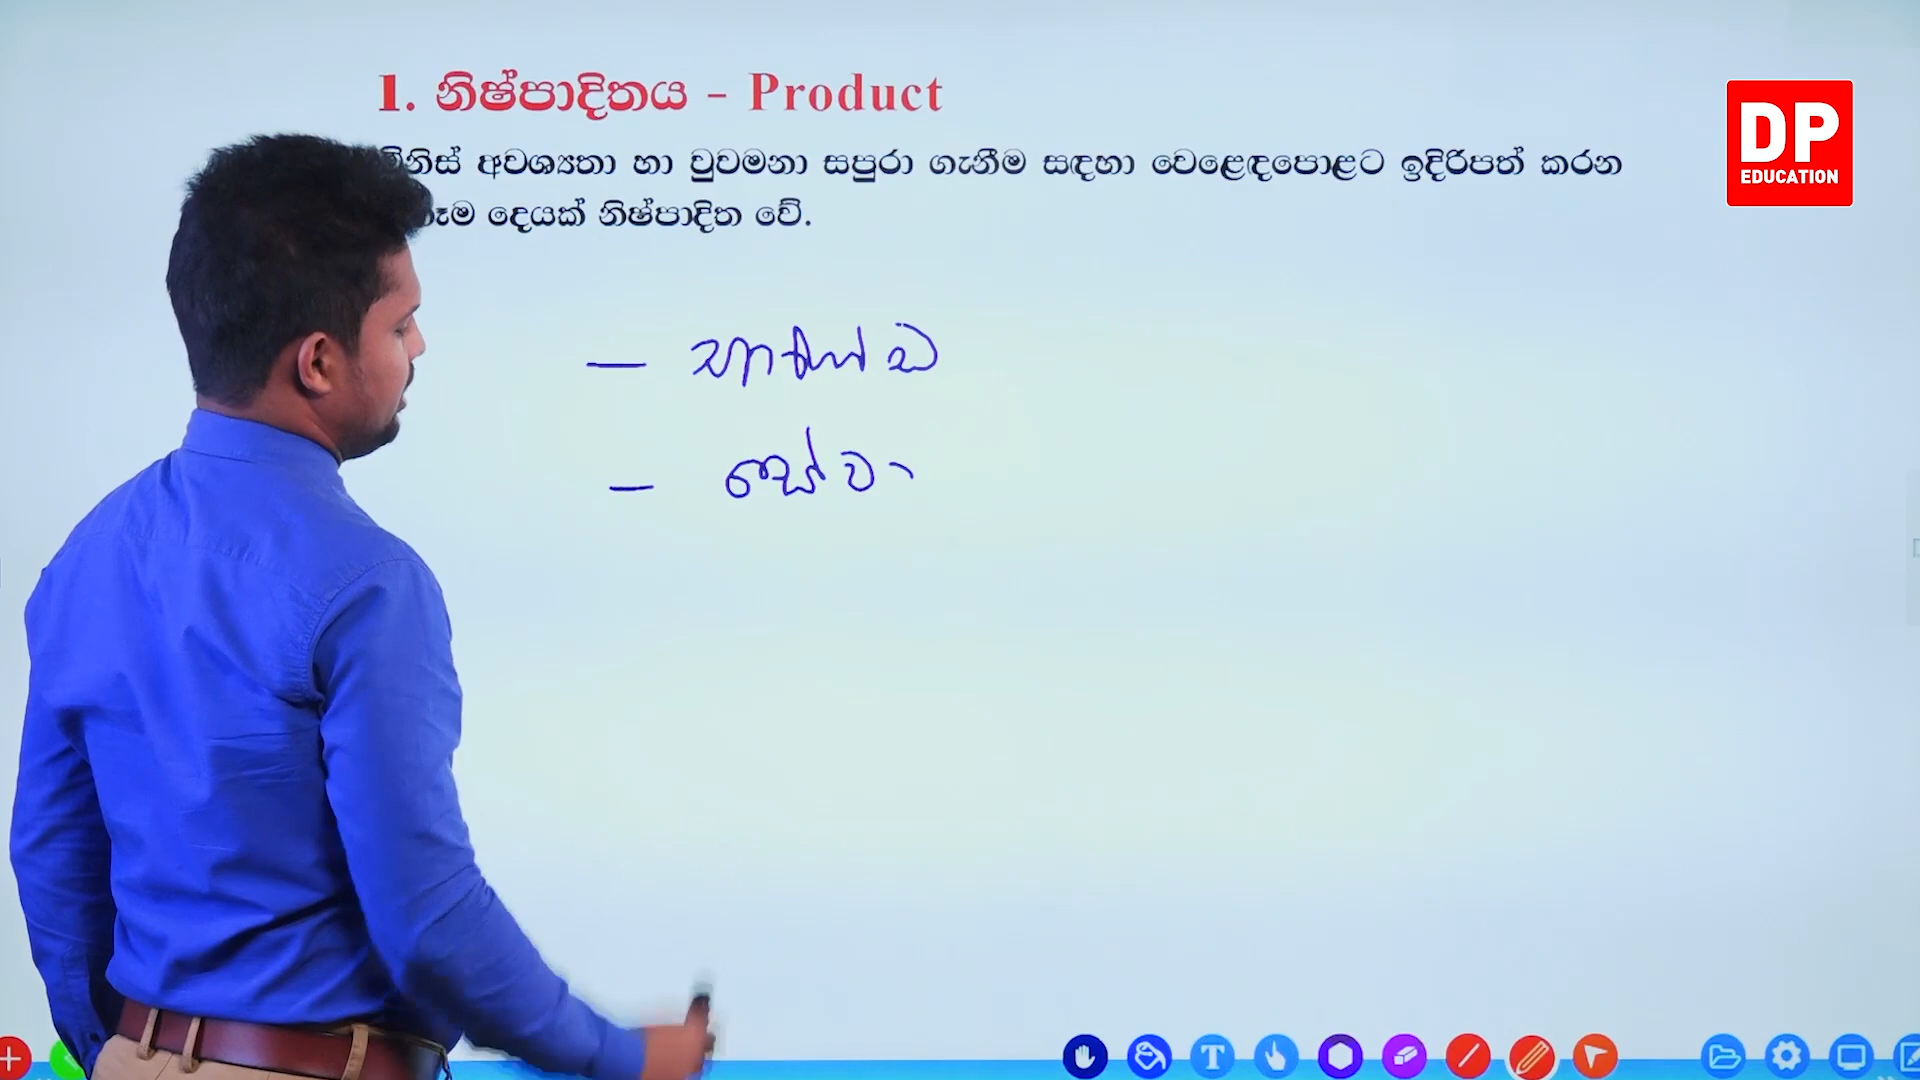 1. නිෂ්පාදිතය - Product
මිනිස් අවශ්‍යතා හා වුවමනා සපුරා ගැනීම සඳහා වෙළෙඳපොළට ඉදිරිපත් කරන
දෙයක් නිෂ්පාදිත වේ.
DP
EDUCATION
- භාණ්ඩ
- සේවා